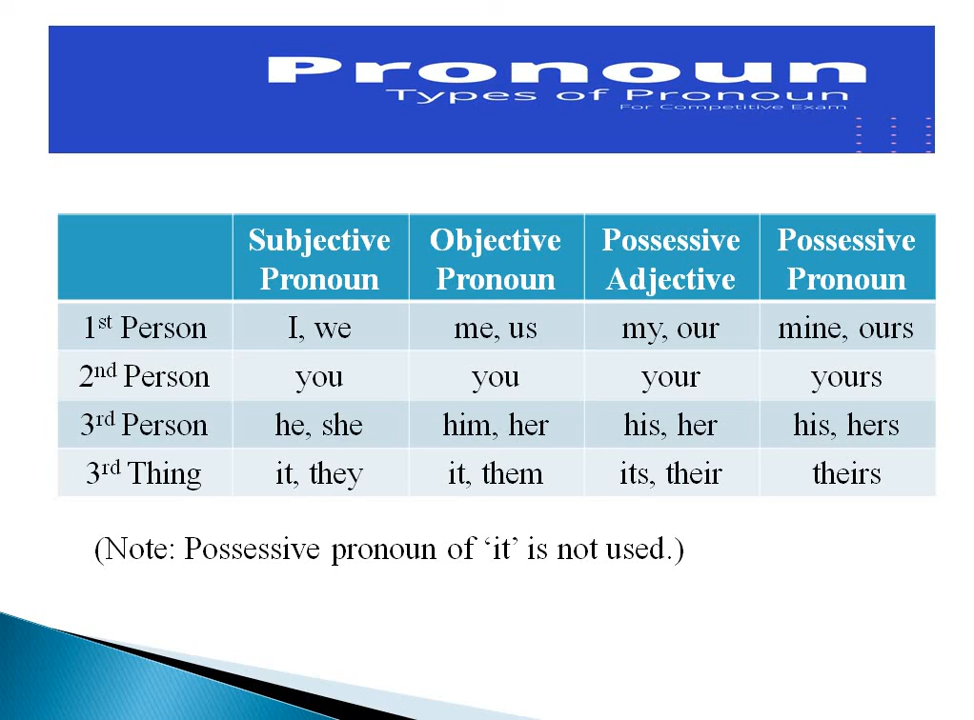 Pronoun
Types of Pronoun
For Competitive Exam
Subjective Pronoun Objective Pronoun Possessive Adjective Possessive Pronoun
1st Person I, we me, us my, our mine, ours
2nd Person you you your yours
3rd Person he, she him, her his, her his, hers
3rd Thing it, they it, them its, their theirs
(Note: Possessive pronoun of ‘it’ is not used.)